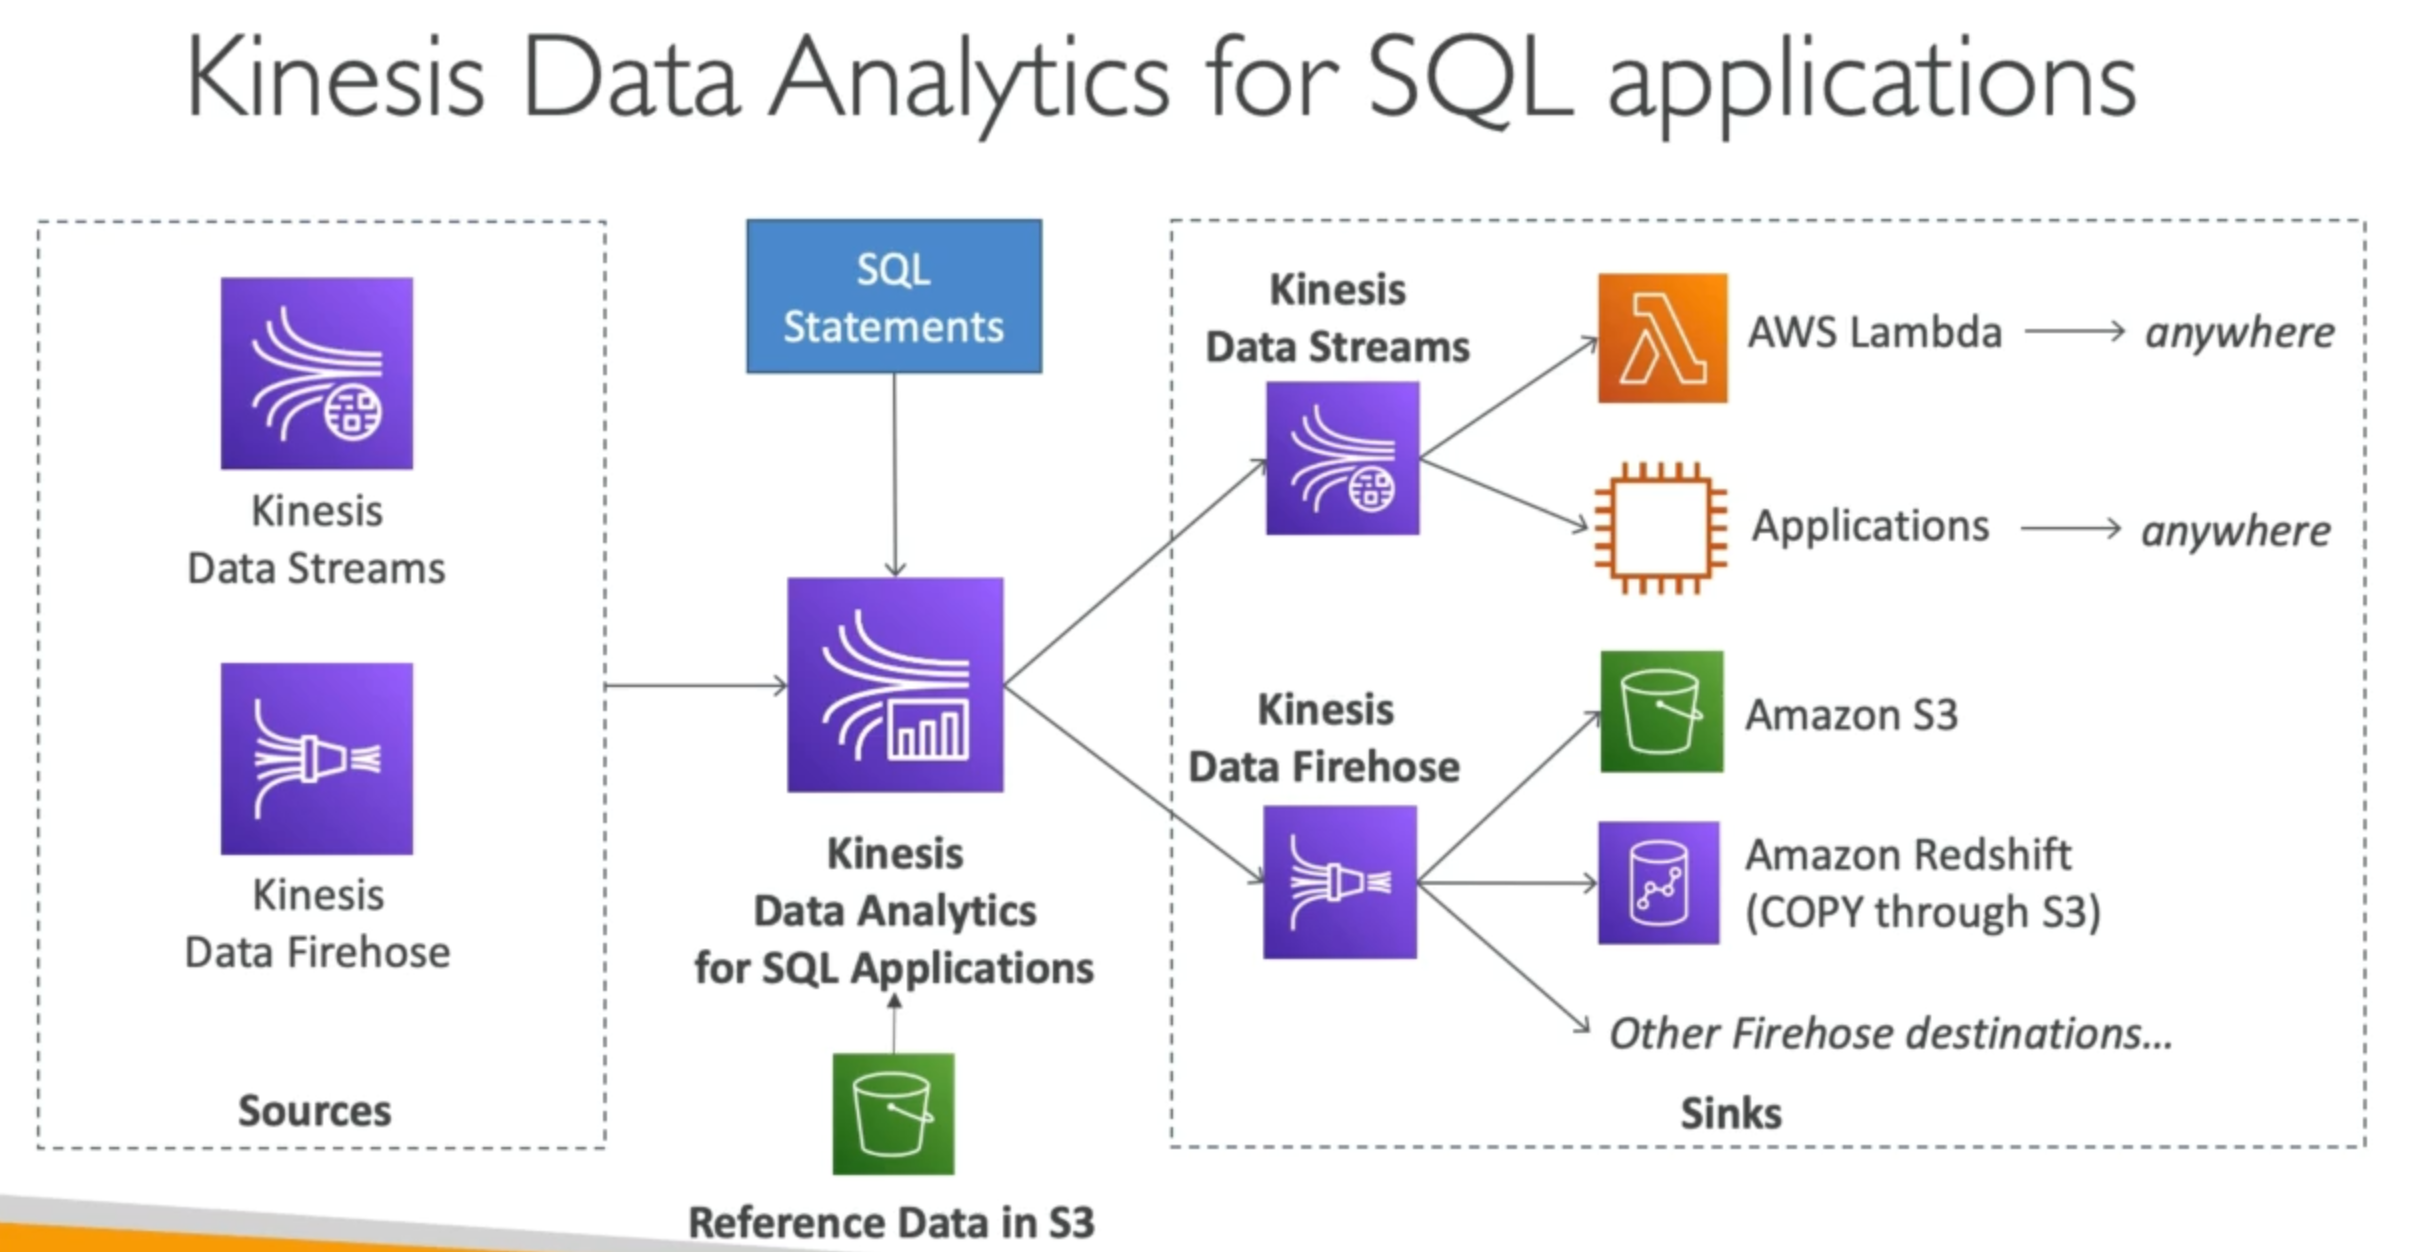 Kinesis Data Analytics for SQL applications
Kinesis
Data Streams
Kinesis
Data Firehose
Sources
SQL
Statements
Kinesis
Data Analytics
for SQL Applications
Reference Data in S3
Kinesis
Data Streams
AWS Lambda
anywhere
Applications
anywhere
Kinesis
Data Firehose
Amazon S3
Amazon Redshift
(COPY through S3)
Other Firehose destinations...
Sinks